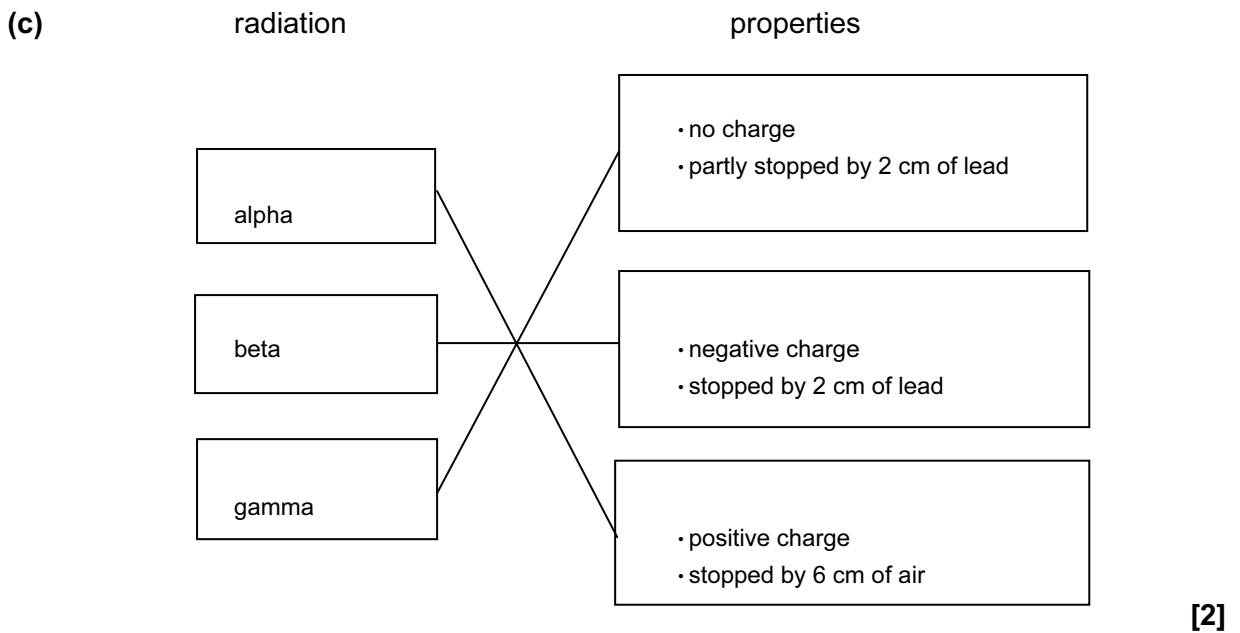 (c) radiation properties
alpha
beta
gamma
• no charge
• partly stopped by 2 cm of lead
• negative charge
• stopped by 2 cm of lead
• positive charge
• stopped by 6 cm of air
[2]